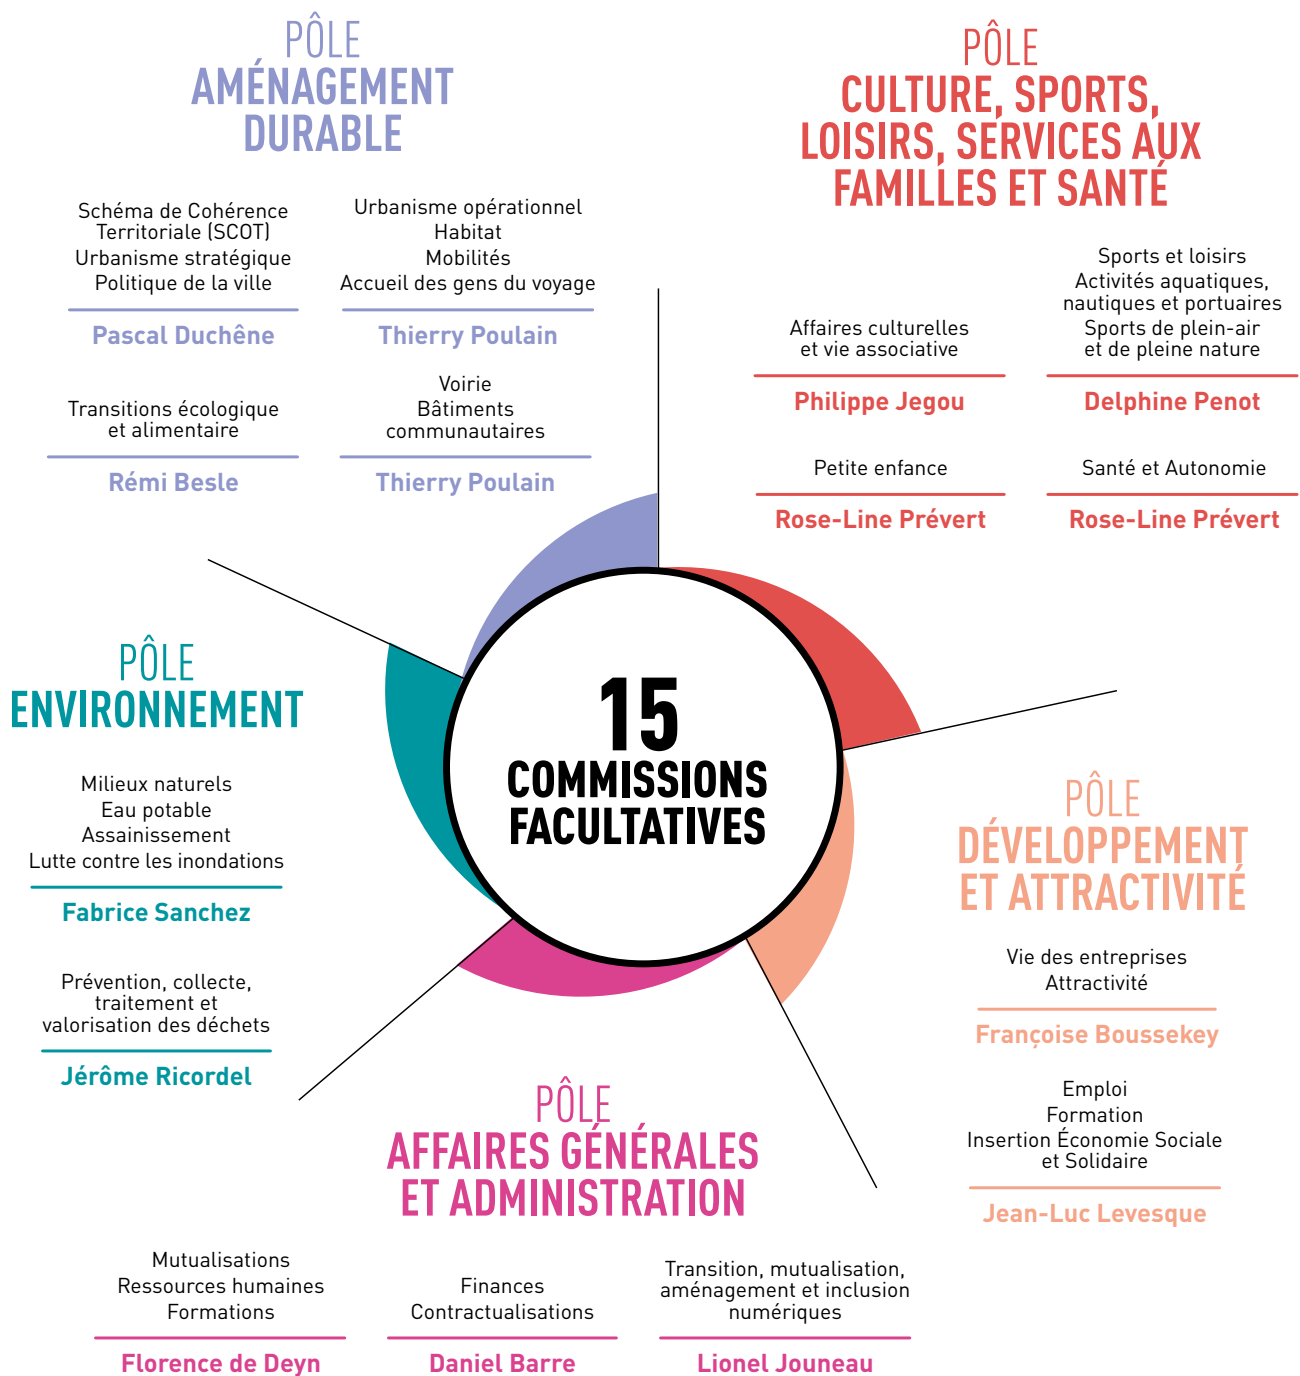 PÔLE
AMÉNAGEMENT
DURABLE
Schéma de Cohérence
Territoriale (SCOT)
Urbanisme stratégique
Politique de la ville
Pascal Duchêne
Urbanisme opérationnel
Habitat
Mobilités
Accueil des gens du voyage
Thierry Poulain
Transitions écologique
et alimentaire
Rémi Besle
Voirie
Bâtiments
communautaires
Thierry Poulain
PÔLE
CULTURE, SPORTS,
LOISIRS, SERVICES AUX
FAMILLES ET SANTÉ
Affaires culturelles
et vie associative
Philippe Jegou
Sports et loisirs
Activités aquatiques,
nautiques et portuaires
Sports de plein-air
et de pleine nature
Delphine Penot
Petite enfance
Rose-Line Prévert
Santé et Autonomie
Rose-Line Prévert
15
COMMISSIONS
FACULTATIVES
PÔLE
ENVIRONNEMENT
Milieux naturels
Eau potable
Assainissement
Lutte contre les inondations
Fabrice Sanchez
Prévention, collecte,
traitement et
valorisation des déchets
Jérôme Ricordel
PÔLE
DÉVELOPPEMENT
ET ATTRACTIVITÉ
Vie des entreprises
Attractivité
Françoise Boussekey
Emploi
Formation
Insertion Économie Sociale
et Solidaire
Jean-Luc Levesque
PÔLE
AFFAIRES GÉNÉRALES
ET ADMINISTRATION
Mutualisations
Ressources humaines
Formations
Florence de Deyn
Finances
Contractualisations
Daniel Barre
Transition, mutualisation,
aménagement et inclusion
numériques
Lionel Jouneau